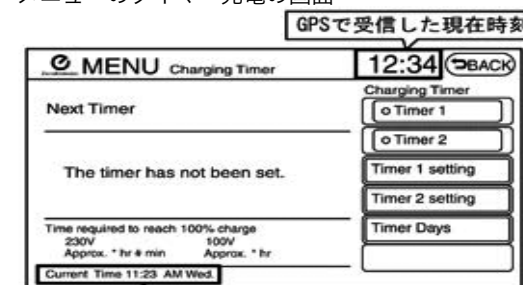 メニューのタイマー充電の画面
GPSで受信した現在時刻
MENU Charging Timer
12:34
BACK
Next Timer
The timer has not been set.
Time required to reach 100% charge
230V 100V
Approx. * hr # min Approx. * hr
Current Time 11:23 AM Wed.
Charging Timer
Timer 1
Timer 2
Timer 1 setting
Timer 2 setting
Timer Days